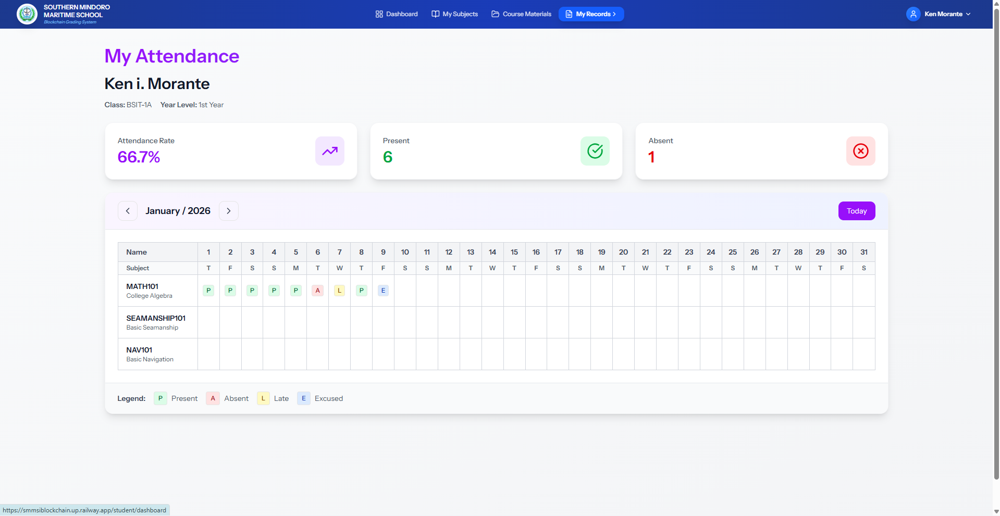 SOUTHERN MINDORO
MARITIME SCHOOL
Blockchain Grading System
Dashboard My Subjects Course Materials My Records
Ken Morante
My Attendance
Ken i. Morante
Class: BSIT-1A Year Level: 1st Year
Attendance Rate
66.7%
Present
6
Absent
1
January / 2026
Today
Name 1 2 3 4 5 6 7 8 9 10 11 12 13 14 15 16 17 18 19 20 21 22 23 24 25 26 27 28 29 30 31
Subject T F S S M T W T F S S M T W T F S S M T W T F S S M T W T F S
MATH101 P P P P P A L P E
College Algebra
SEAMANSHIP101
Basic Seamanship
NAV101
Basic Navigation
Legend: P Present A Absent L Late E Excused
https://smmsiblockchain.up.railway.app/student/dashboard